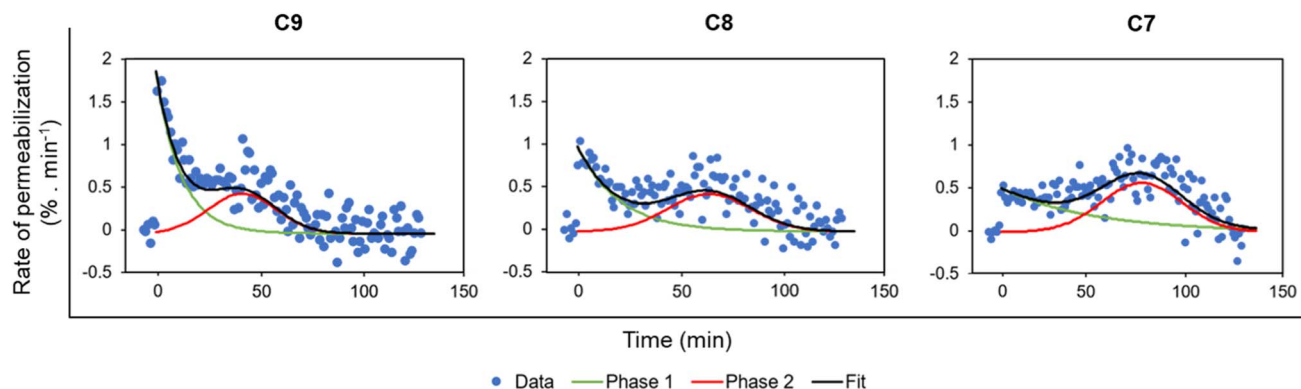 C9 C8 C7
Rate of permeabilization
(% . min-1)
2 2 2
1.5 1.5 1.5
1 1 1
0.5 0.5 0.5
0 0 0
-0.5 -0.5 -0.5
0 50 100 150 0 50 100 150 0 50 100 150
Time (min)
Data Phase 1 Phase 2 Fit